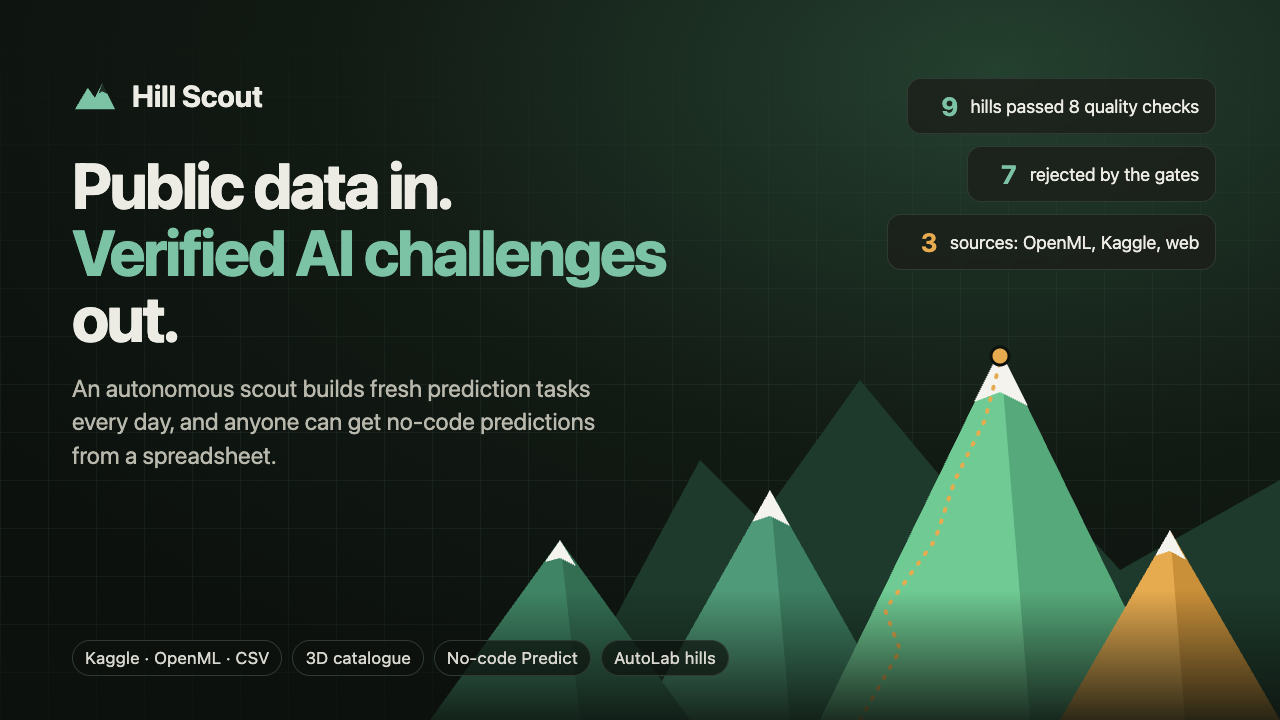 Hill Scout
Public data in.
Verified AI challenges
out.
An autonomous scout builds fresh prediction tasks
every day, and anyone can get no-code predictions
from a spreadsheet.
9 hills passed 8 quality checks
7 rejected by the gates
3 sources: OpenML, Kaggle, web
Kaggle · OpenML · CSV
3D catalogue
No-code Predict
AutoLab hills